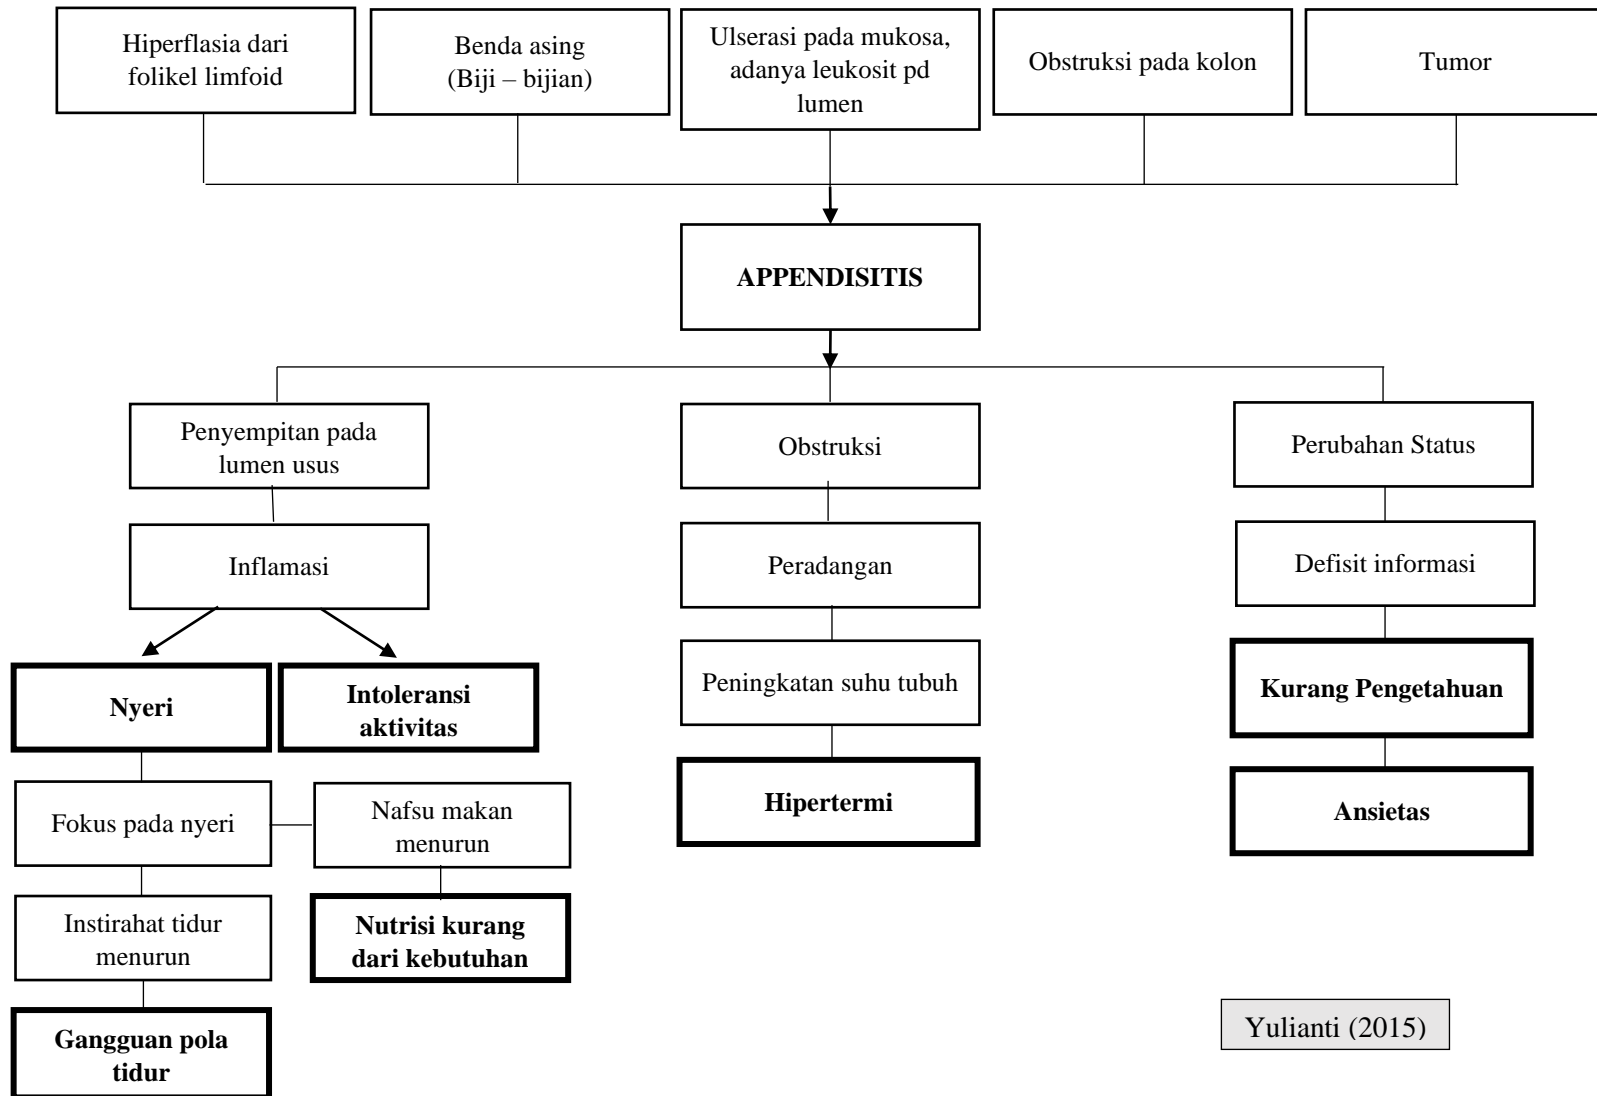 Hiperflasia dari
folikel limfoid
Benda asing
(Biji – bijian)
Ulserasi pada mukosa,
adanya leukosit pd
lumen
Obstruksi pada kolon
Tumor
APPENDISITIS
Penyempitan pada
lumen usus
Obstruksi
Perubahan Status
Inflamasi
Peradangan
Defisit informasi
Nyeri
Intoleransi
aktivitas
Peningkatan suhu tubuh
Kurang Pengetahuan
Fokus pada nyeri
Nafsu makan
menurun
Hipertermi
Ansietas
Instirahat tidur
menurun
Nutrisi kurang
dari kebutuhan
Gangguan pola
tidur
Yulianti (2015)